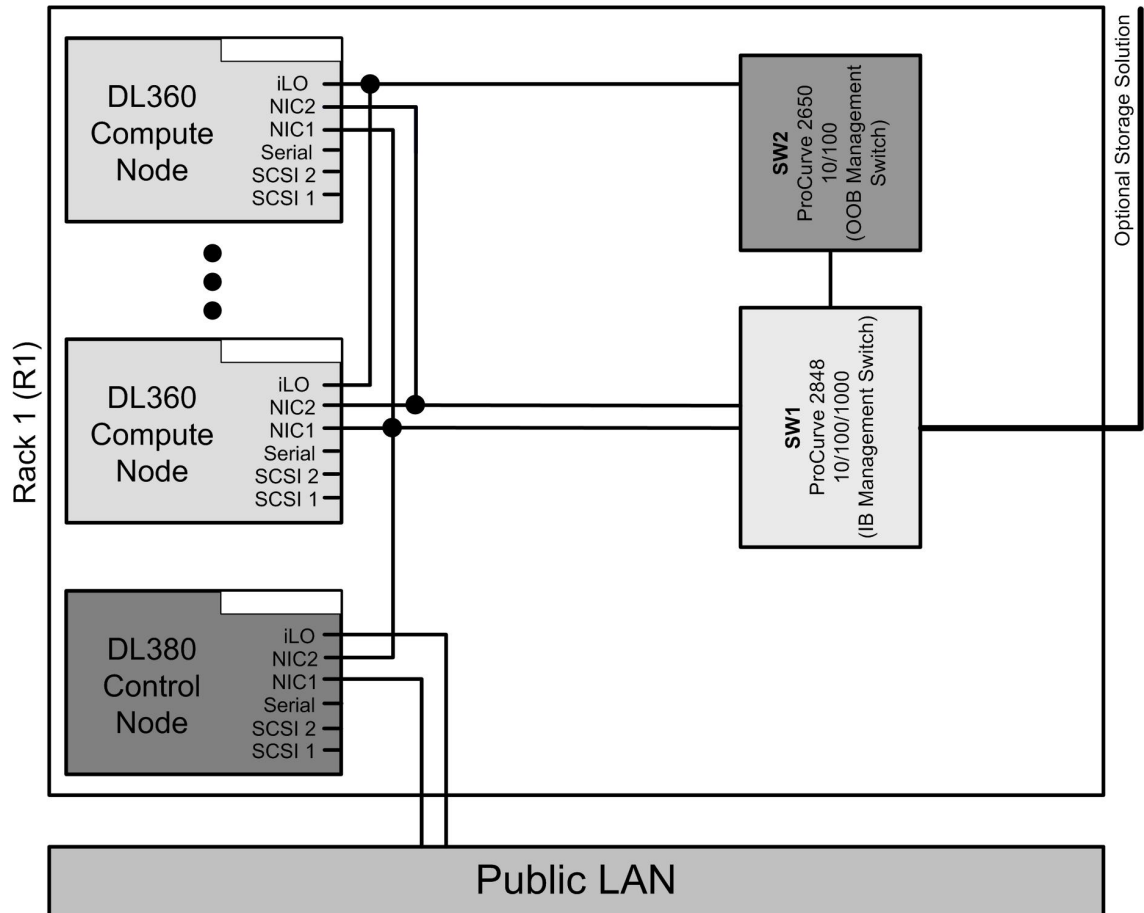 Rack 1 (R1)
DL360
Compute
Node
iLO
NIC2
NIC1
Serial
SCSI 2
SCSI 1
SW2
ProCurve 2650
10/100
(OOB Management
Switch)
Optional Storage Solution
DL360
Compute
Node
iLO
NIC2
NIC1
Serial
SCSI 2
SCSI 1
SW1
ProCurve 2848
10/100/1000
(IB Management Switch)
DL380
Control
Node
iLO
NIC2
NIC1
Serial
SCSI 2
SCSI 1
Public LAN